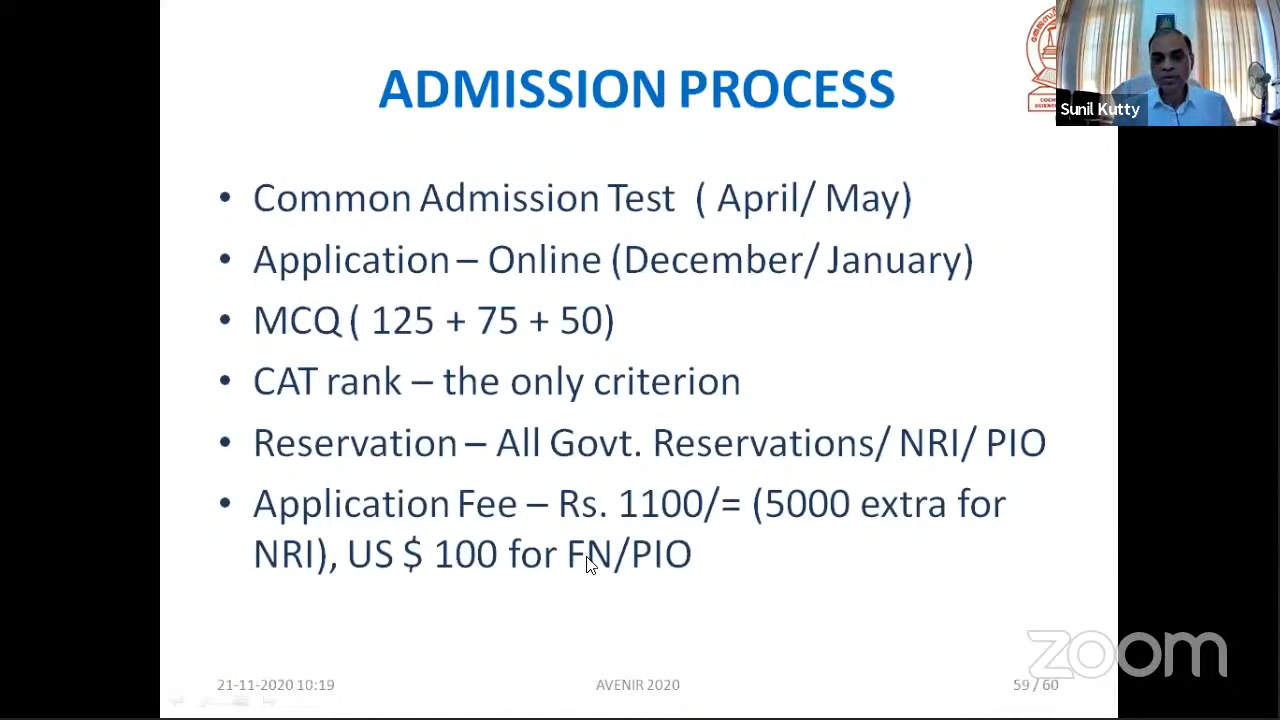 ADMISSION PROCESS
Sunil Kutty
• Common Admission Test ( April/ May)
• Application – Online (December/ January)
• MCQ ( 125 + 75 + 50)
• CAT rank – the only criterion
• Reservation – All Govt. Reservations/ NRI/ PIO
• Application Fee – Rs. 1100/= (5000 extra for
NRI), US $ 100 for FN/PIO
zoom
21-11-2020 10:19
AVENIR 2020
59 / 60